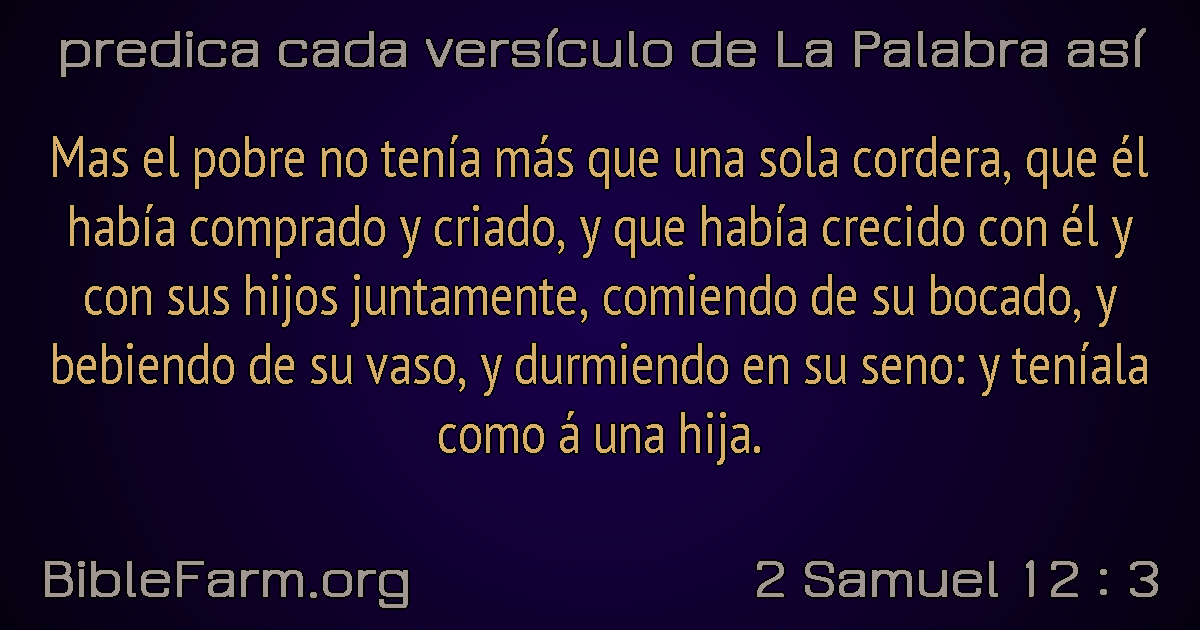 predica cada versículo de La Palabra así
Mas el pobre no tenía más que una sola cordera, que él
había comprado y criado, y que había crecido con él y
con sus hijos juntamente, comiendo de su bocado, y
bebiendo de su vaso, y durmiendo en su seno: y teníala
como á una hija.
BibleFarm.org
2 Samuel 12 : 3